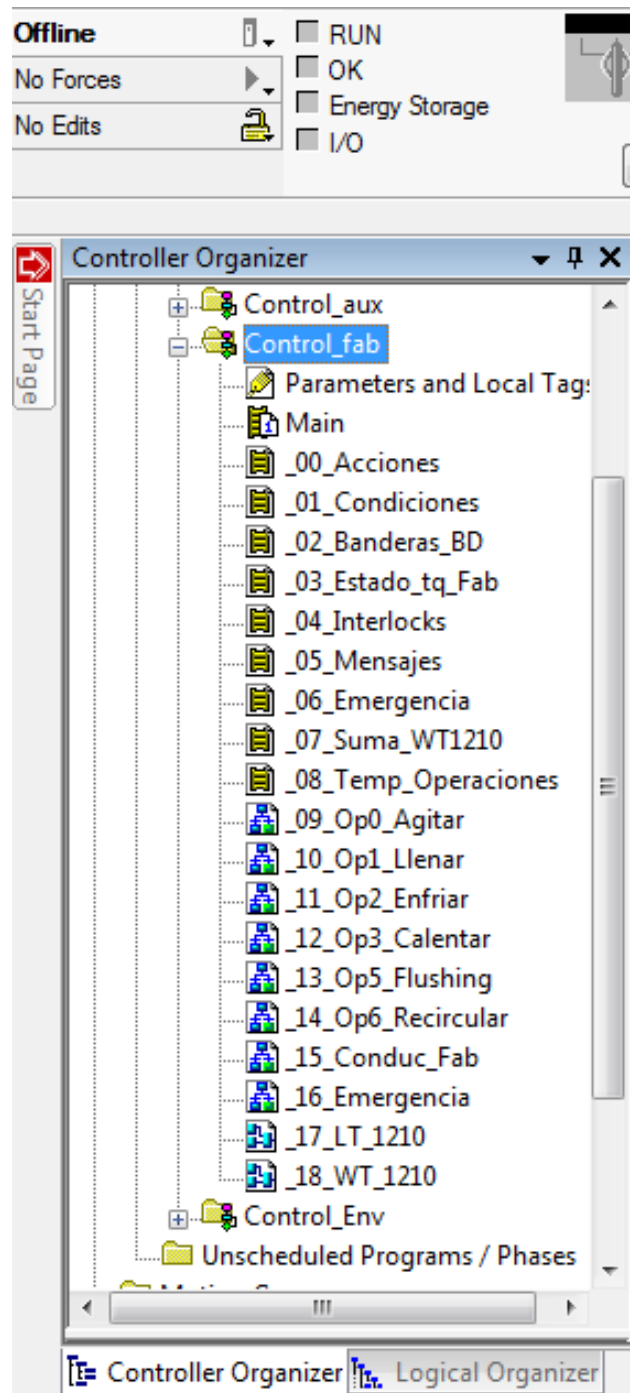 Offline
RUN
No Forces
OK
Energy Storage
No Edits
I/O
Start Page
Controller Organizer
Control_aux
Control_fab
Parameters and Local Tag
Main
_00_Acciones
_01_Condiciones
_02_Banderas_BD
_03_Estado_tq_Fab
_04_Interlocks
_05_Mensajes
_06_Emergencia
_07_Suma_WT1210
_08_Temp_Operaciones
_09_Op0_Agitar
_10_Op1_Llenar
_11_Op2_Enfriar
_12_Op3_Calentar
_13_Op5_Flushing
_14_Op6_Recircular
_15_Conduc_Fab
_16_Emergencia
_17_LT_1210
_18_WT_1210
Control_Env
Unscheduled Programs / Phases
Controller Organizer
Logical Organizer